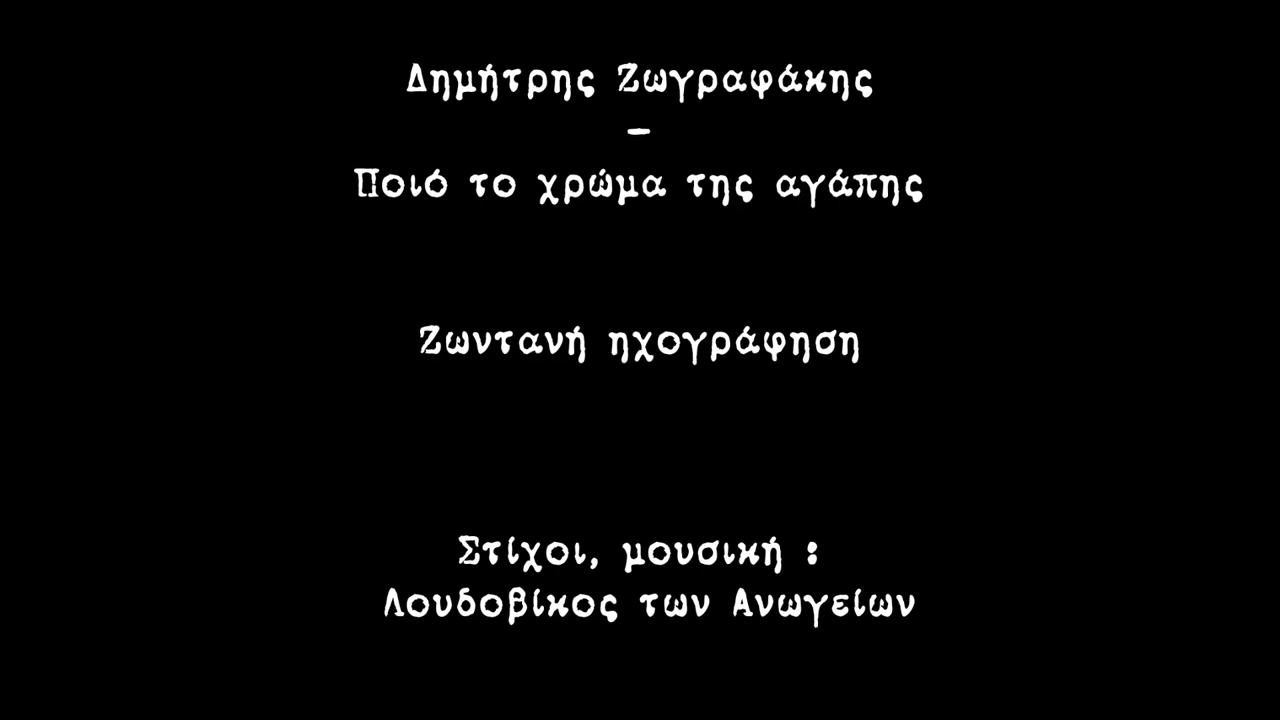 Δημήτρης Ζωγραφάκης
–
Ποιό το χρώμα της αγάπης
Ζωντανή ηχογράφηση
Στίχοι, μουσική :
Λουδοβίκος των Ανωγείων